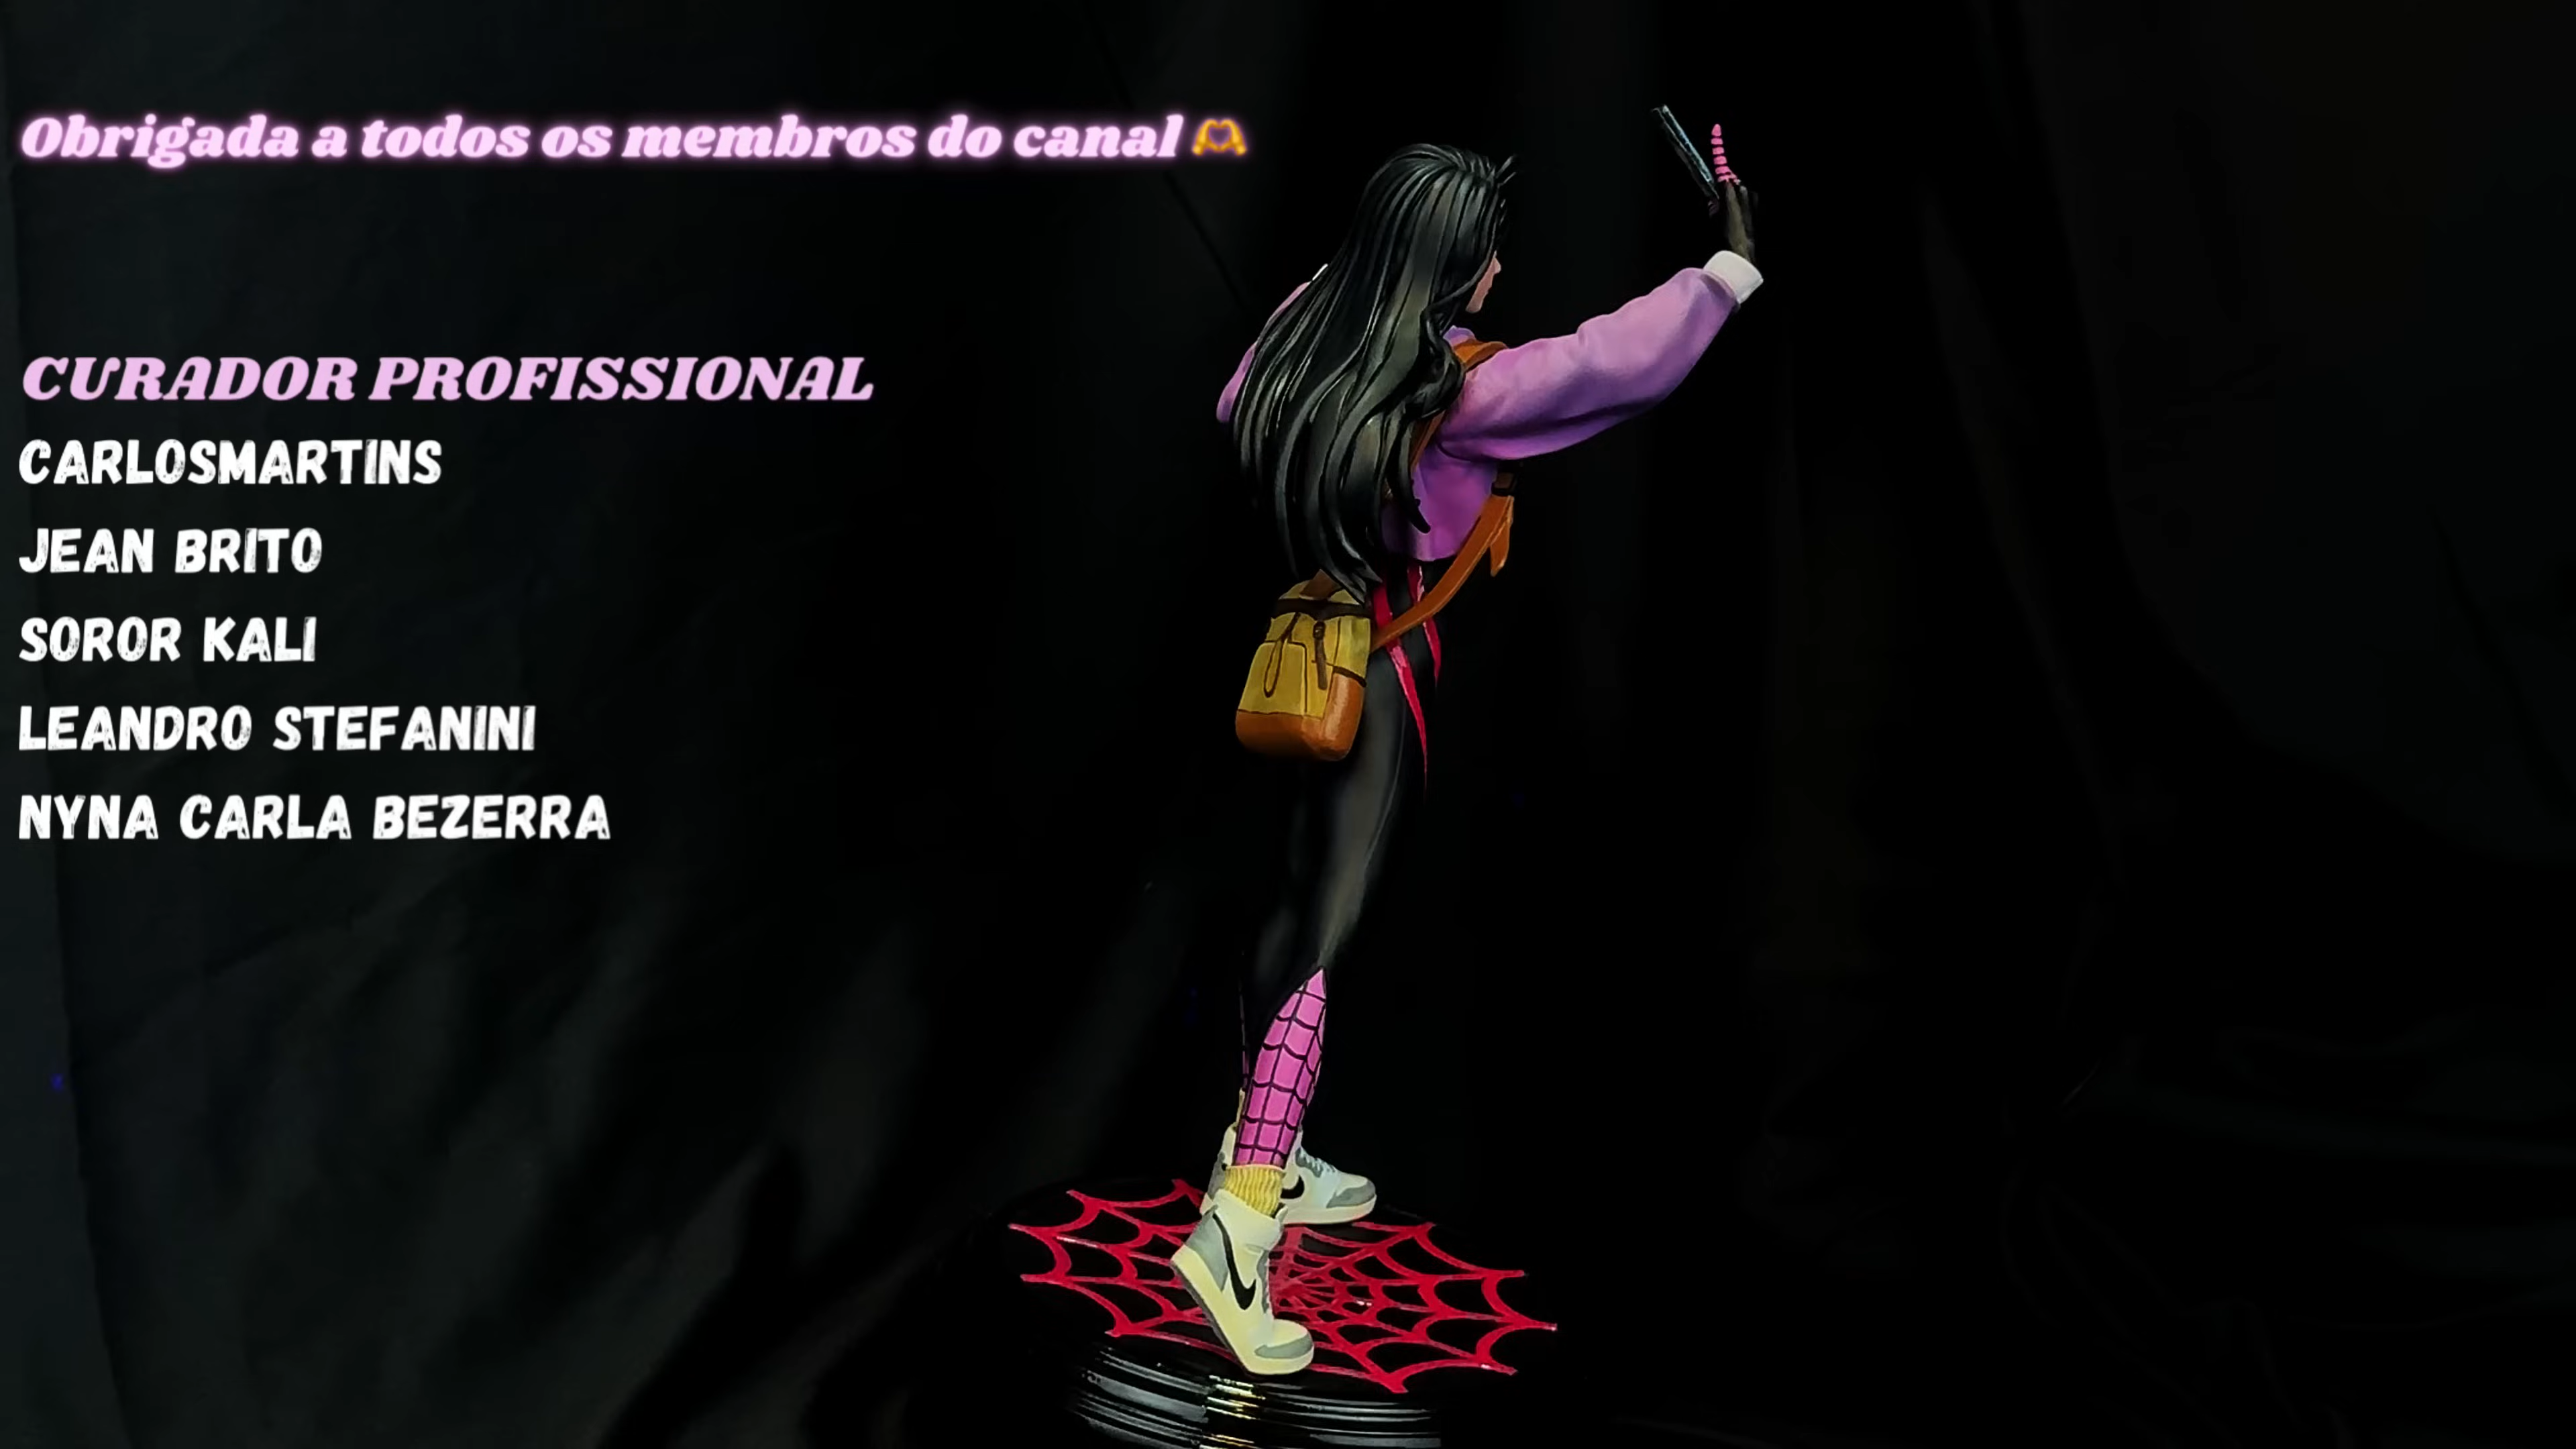 Obrigada a todos os membros do canal 🫶
CURADOR PROFISSIONAL
CARLOSMARTINS
JEAN BRITO
SOROR KALI
LEANDRO STEFANINI
NYNA CARLA BEZERRA